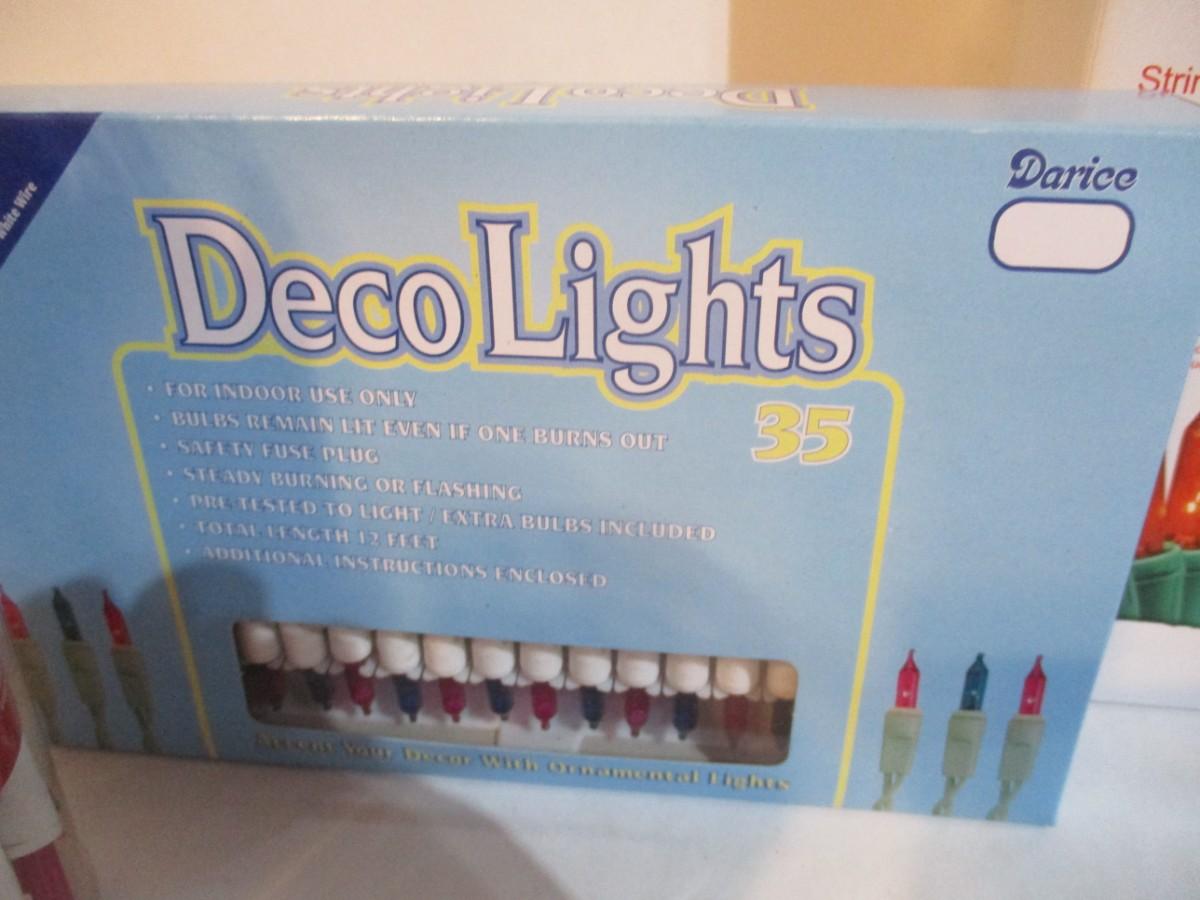 Deco Lights
Strin
White Wire
Darice
Deco Lights
35
• FOR INDOOR USE ONLY
• BULBS REMAIN LIT EVEN IF ONE BURNS OUT
• SAFETY FUSE PLUG
• STEADY BURNING OR FLASHING
• PRE-TESTED TO LIGHT / EXTRA BULBS INCLUDED
• TOTAL LENGTH 12 FEET
• ADDITIONAL INSTRUCTIONS ENCLOSED
Accent Your Decor With Ornamental Lights